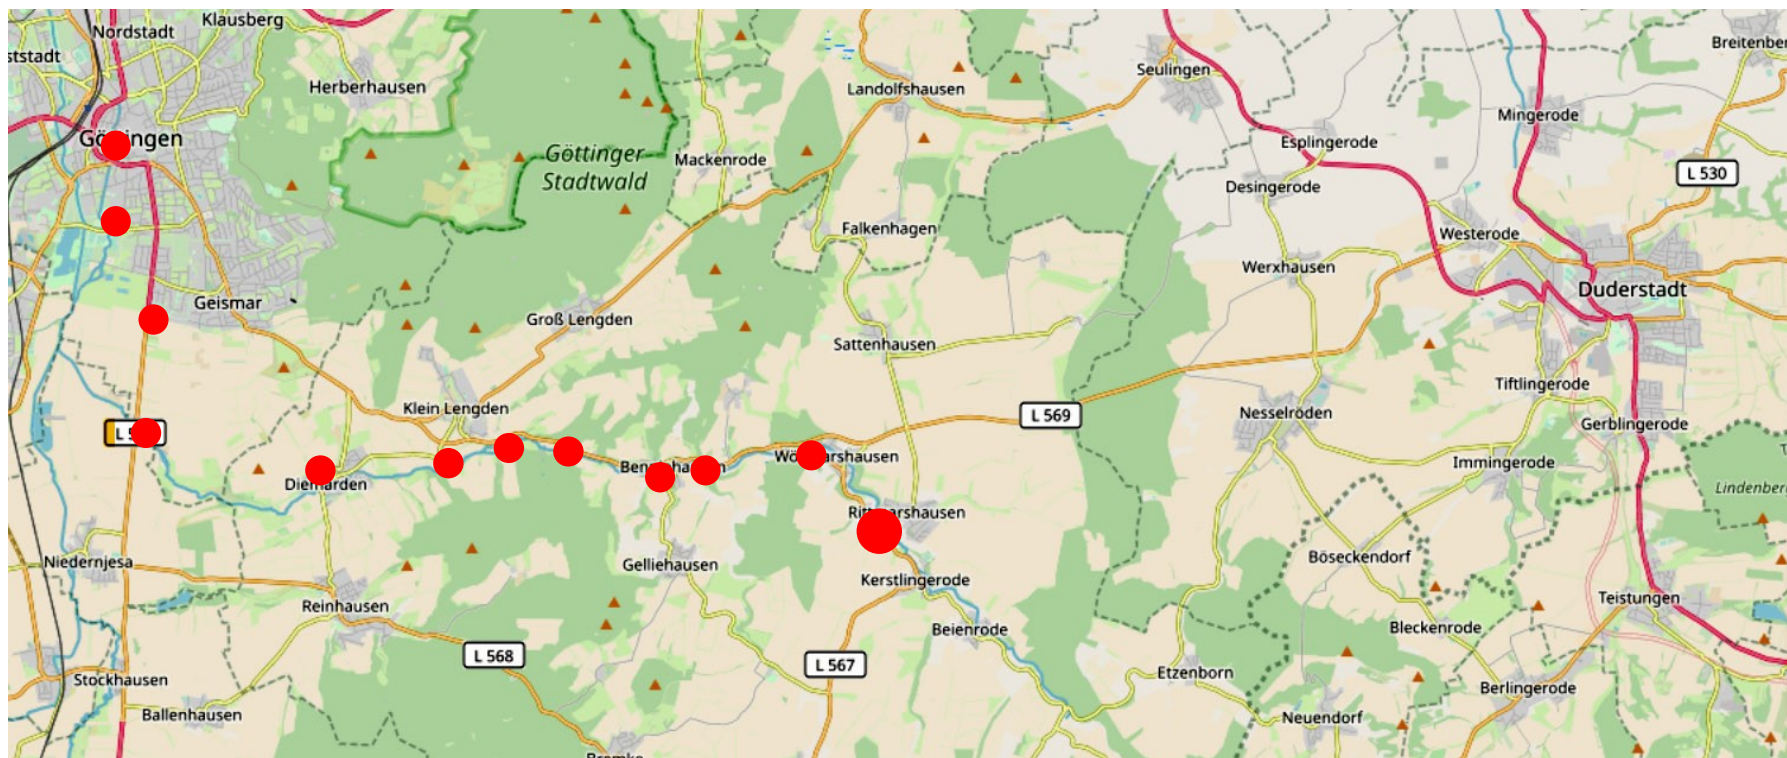 Klausberg
Nordstadt
ststadt
Herberhausen
Göttinger
Stadtwald
Mackenrode
Landolfshausen
Seulingen
Breitenber
Mingerode
Esplingerode
L 530
Desingerode
Falkenhagen
Westerode
Werxhausen
Duderstadt
Geismar
Groß Lengden
Sattenhausen
Tiftlingerode
Klein Lengden
L 569
Nesselröden
Gerblingerode
Immingerode
Lindenberg
Niedernjesa
Gelliehausen
Böseckendorf
Kerstlingerode
Reinhausen
Teistungen
Beienrode
Bleckenrode
L 568
L 567
Etzenborn
Stockhausen
Berlingerode
Ballenhausen
Neuendorf